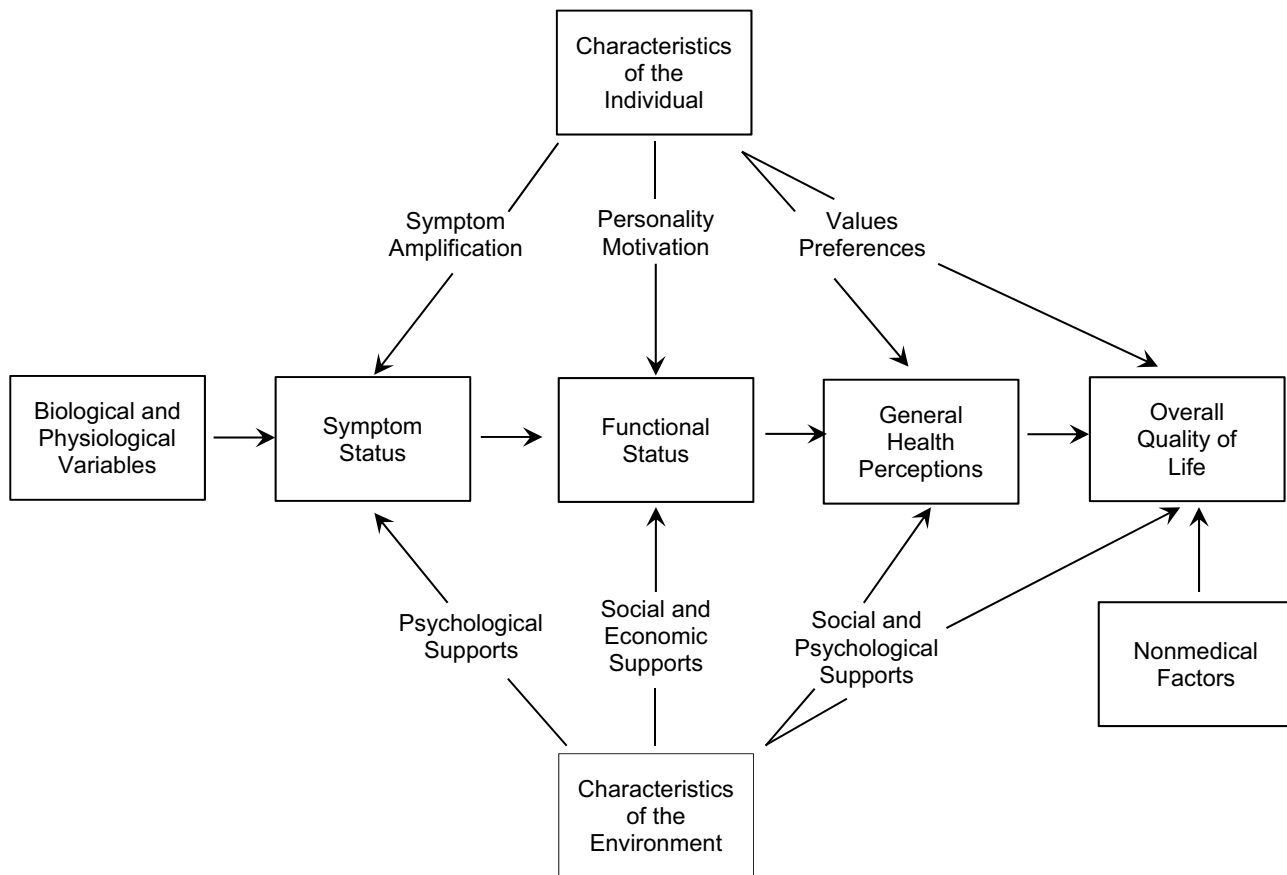 Characteristics
of the
Individual
Symptom
Amplification
Personality
Motivation
Values
Preferences
Biological and
Physiological
Variables
Symptom
Status
Functional
Status
General
Health
Perceptions
Overall
Quality of
Life
Psychological
Supports
Social and
Economic
Supports
Social and
Psychological
Supports
Nonmedical
Factors
Characteristics
of the
Environment